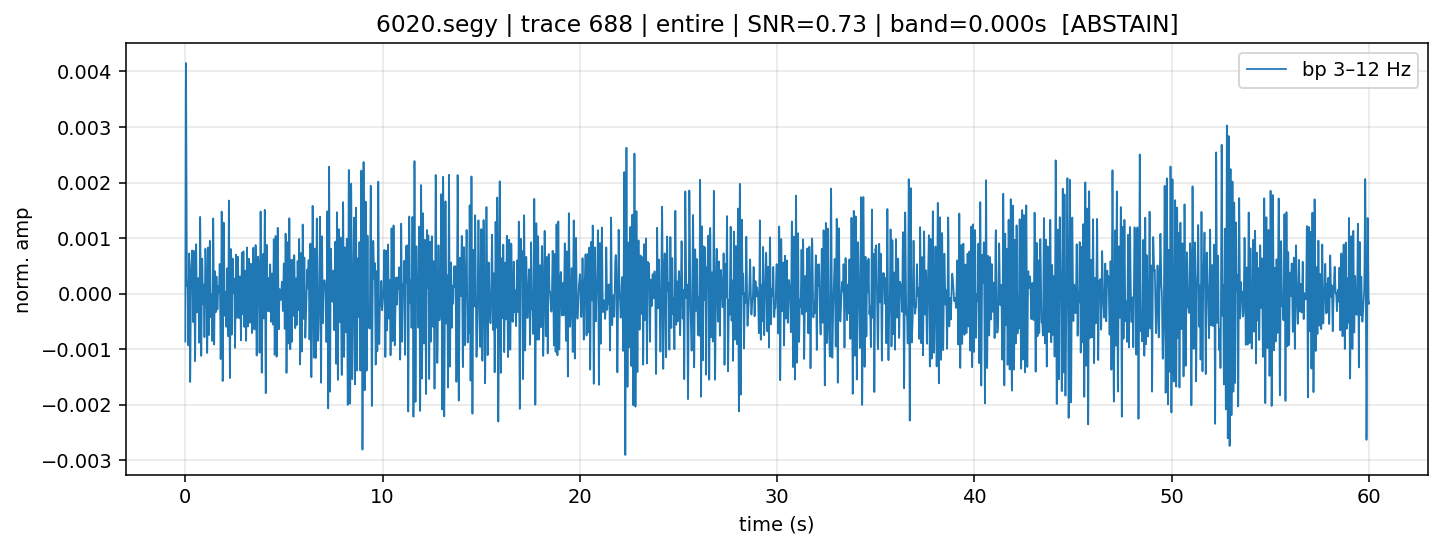 6020.segy | trace 688 | entire | SNR=0.73 | band=0.000s  [ABSTAIN]
bp 3–12 Hz
norm. amp
0.004
0.003
0.002
0.001
0.000
−0.001
−0.002
−0.003
0 10 20 30 40 50 60
time (s)